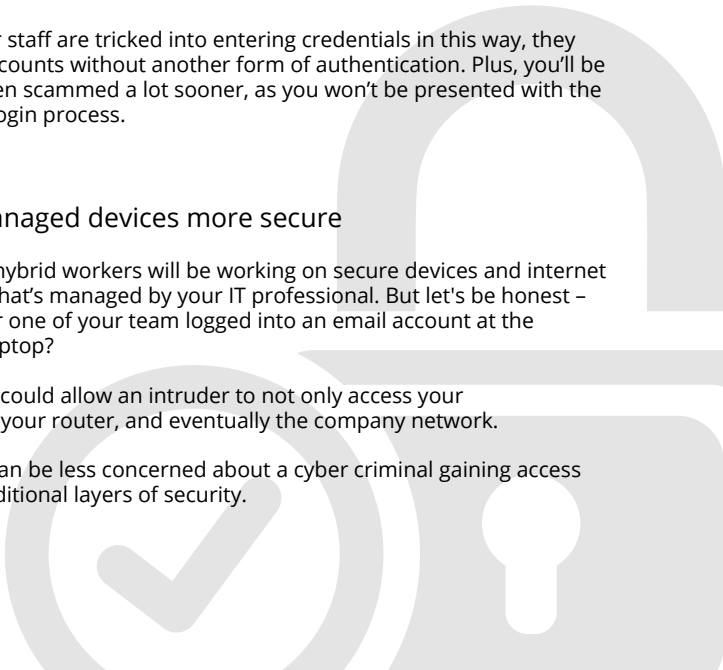 staff are tricked into entering credentials in this way, they
counts without another form of authentication. Plus, you’ll be
en scammed a lot sooner, as you won’t be presented with the
ogin process.
naged devices more secure
hybrid workers will be working on secure devices and internet
hat’s managed by your IT professional. But let's be honest –
r one of your team logged into an email account at the
ptop?
could allow an intruder to not only access your
your router, and eventually the company network.
an be less concerned about a cyber criminal gaining access
ditional layers of security.